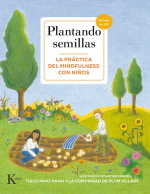 Plantando
semillas
LA PRÁCTICA
DEL MINDFULNESS
CON NIÑOS
THICH NHAT HANH Y LA COMUNIDAD DE PLUM VILLAGE
K